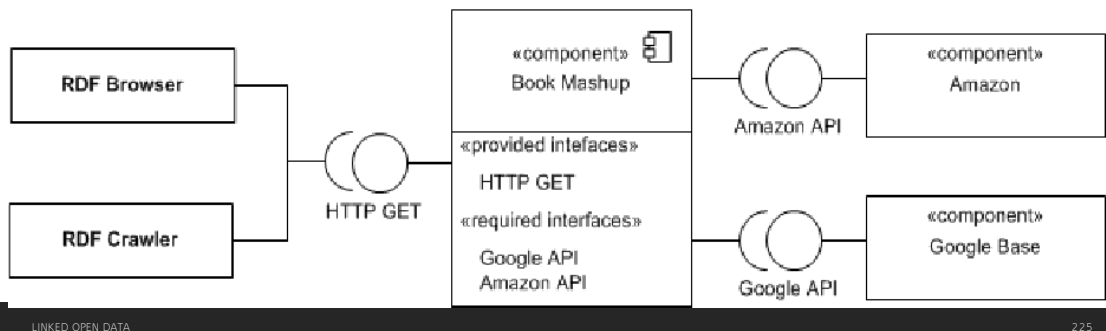 RDF Browser
RDF Crawler
HTTP GET
«component»
Book Mashup
«provided intefaces»
HTTP GET
«required interfaces»
Google API
Amazon API
Amazon API
«component»
Amazon
Google API
«component»
Google Base
LINKED OPEN DATA
225